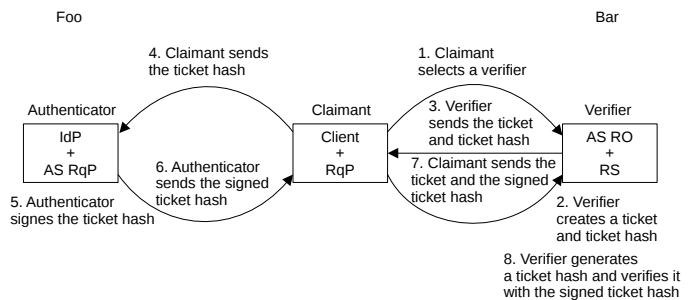 Foo
Bar
4. Claimant sends
the ticket hash
1. Claimant
selects a verifier
Authenticator
Claimant
Verifier
3. Verifier
sends the ticket
and ticket hash
IdP
+
AS RqP
Client
+
RqP
AS RO
+
RS
6. Authenticator
sends the signed
ticket hash
7. Claimant sends the
ticket and the signed
ticket hash
5. Authenticator
signes the ticket hash
2. Verifier
creates a ticket
and ticket hash
8. Verifier generates
a ticket hash and verifies it
with the signed ticket hash